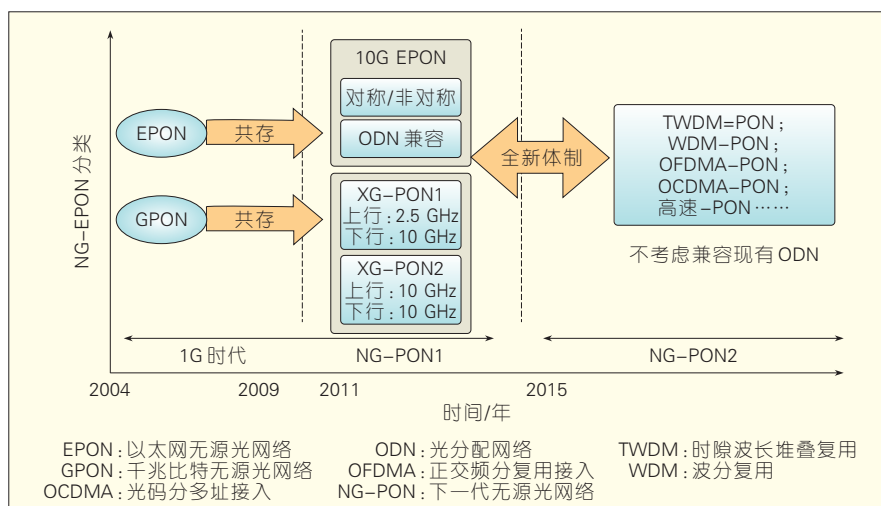 NG-EPON 分类
EPON
共存
GPON
共存
10G EPON
对称/非对称
ODN 兼容
XG-PON1
上行:2.5 GHz
下行:10 GHz
XG-PON2
上行:10 GHz
下行:10 GHz
全新体制
TWDM=PON;
WDM-PON;
OFDMA-PON;
OCDMA-PON;
高速-PON……
不考虑兼容现有 ODN
1G 时代
NG-PON1
NG-PON2
2004
2009
2011
2015
时间/年
EPON:以太网无源光网络
GPON:千兆比特无源光网络
OCDMA:光码分多址接入
ODN:光分配网络
OFDMA:正交频分复用接入
NG-PON:下一代无源光网络
TWDM:时隙波长堆叠复用
WDM:波分复用